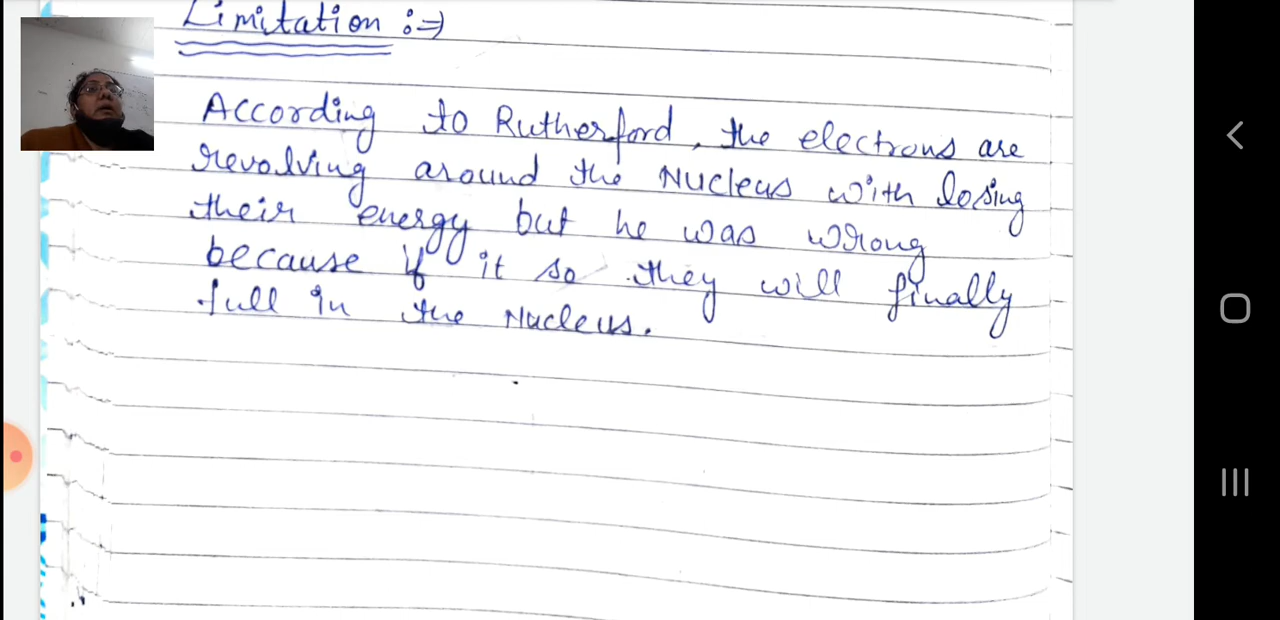 Limitation :⇒
According to Rutherford, the electrons are
revolving around the Nucleus with losing
their energy but he was wrong
because if it so they will finally
full in the Nucleus.